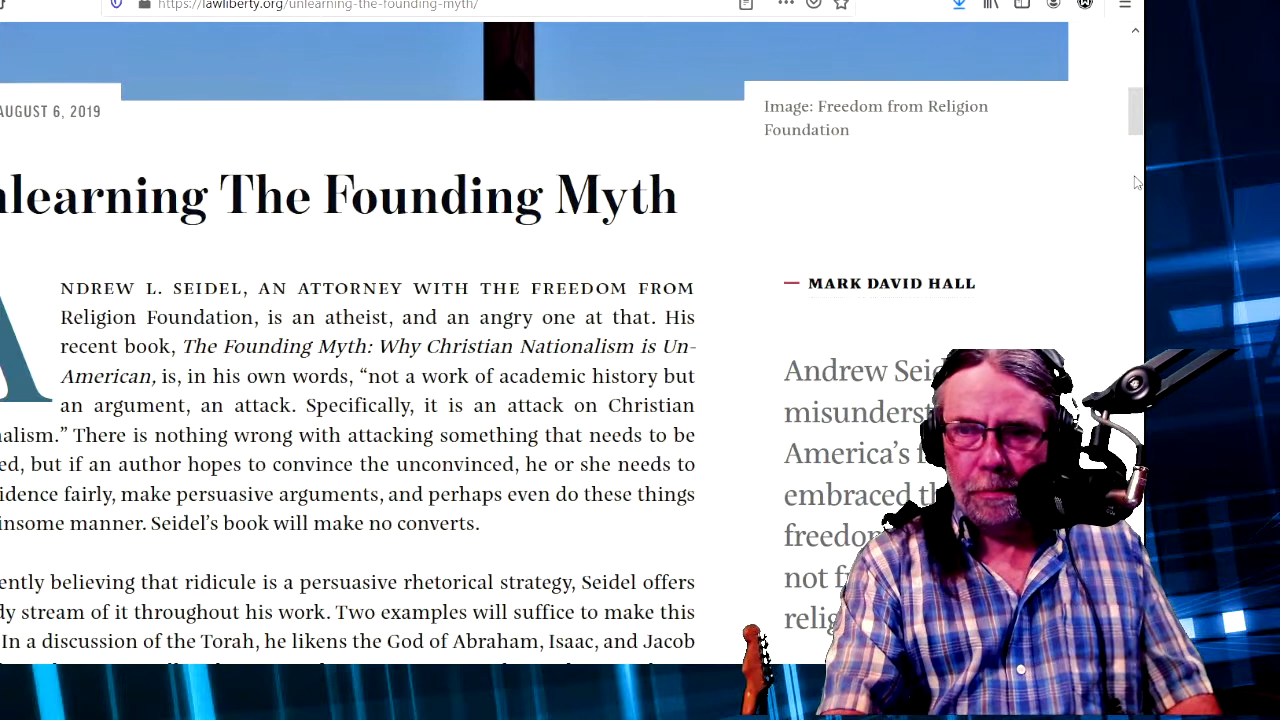 https://lawliberty.org/unlearning-the-founding-myth/
AUGUST 6, 2019
Image: Freedom from Religion
Foundation
nlearning The Founding Myth
A
NDREW L. SEIDEL, AN ATTORNEY WITH THE FREEDOM FROM
Religion Foundation, is an atheist, and an angry one at that. His
recent book, The Founding Myth: Why Christian Nationalism is Un-
American, is, in his own words, “not a work of academic history but
an argument, an attack. Specifically, it is an attack on Christian
alism.” There is nothing wrong with attacking something that needs to be
ed, but if an author hopes to convince the unconvinced, he or she needs to
idence fairly, make persuasive arguments, and perhaps even do these things
insome manner. Seidel’s book will make no converts.
ently believing that ridicule is a persuasive rhetorical strategy, Seidel offers
dy stream of it throughout his work. Two examples will suffice to make this
In a discussion of the Torah, he likens the God of Abraham, Isaac, and Jacob
— MARK DAVID HALL
Andrew Sei
misunderst
America’s f
embraced t
freedo
not f
relig